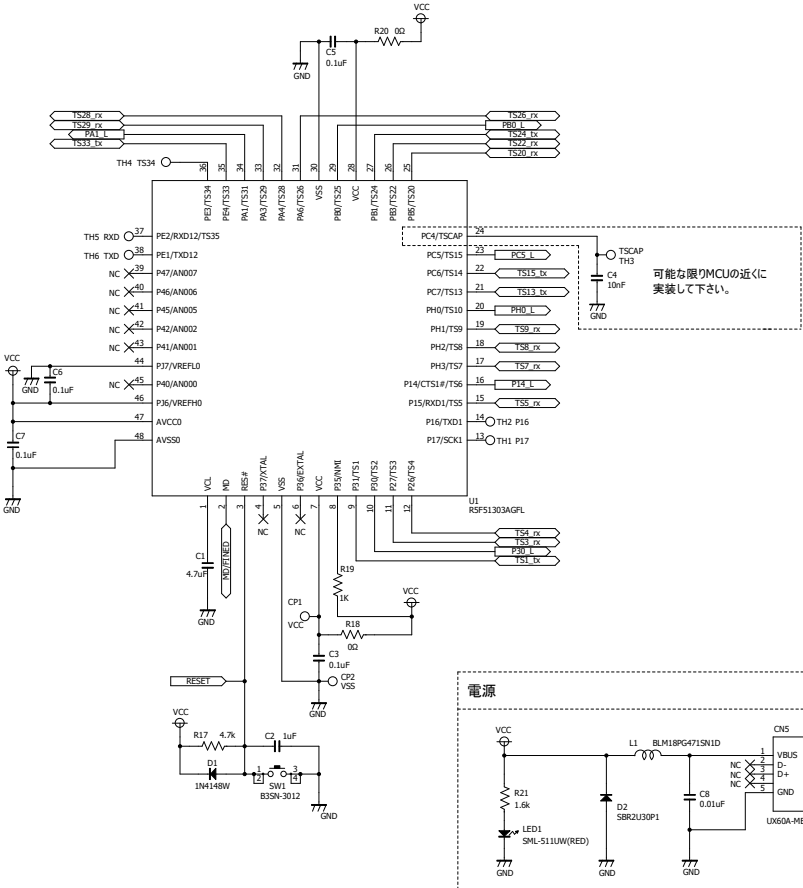 VCC
R20 0Ω
C5
0.1uF
GND
TS28_rx
TS29_rx
PA1_L
TS33_tx
TS26_rx
PB0_L
TS24_tx
TS22_rx
TS20_rx
TH4 TS34
36
35
34
33
32
31
30
29
28
27
26
25
PE3/TS34
PE4/TS33
PA1/TS31
PA3/TS29
PA4/TS28
PA6/TS26
VSS
PB0/TS25
VCC
PB1/TS24
PB3/TS22
PB5/TS20
TH5 RXD 37 PE2/RXD12/TS35
TH6 TXD 38 PE1/TXD12
NC 39 P47/AN007
NC 40 P46/AN006
NC 41 P45/AN005
NC 42 P42/AN002
NC 43 P41/AN001
44 PJ7/VREFL0
NC 45 P40/AN000
46 PJ6/VREFH0
47 AVCC0
48 AVSS0
VCC
GND
C6
0.1uF
C7
0.1uF
GND
PC4/TSCAP 24
PC5/TS15 23 PC5_L
PC6/TS14 22 TS15_tx
PC7/TS13 21 TS13_tx
PH0/TS10 20 PH0_L
PH1/TS9 19 TS9_rx
PH2/TS8 18 TS8_rx
PH3/TS7 17 TS7_rx
P14/CTS1#/TS6 16 P14_L
P15/RXD1/TS5 15 TS5_rx
P16/TXD1 14 TH2 P16
P17/SCK1 13 TH1 P17
TSCAP
TH3
C4
10nF
GND
可能な限りMCUの近くに
実装して下さい。
U1
R5F51303AGFL
VCL
MD
RES#
P37/XTAL
VSS
P36/EXTAL
VCC
P35/NMI
P31/TS1
P30/TS2
P27/TS3
P26/TS4
1
2
3
4
5
6
7
8
9
10
11
12
NC
NC
TS4_rx
TS3_rx
P30_L
TS1_tx
C1
4.7uF
GND
MD/FINED
R19
1K
CP1
VCC
VCC
R18
0Ω
C3
0.1uF
CP2
VSS
GND
RESET
VCC
R17 4.7k
C2 1uF
D1
1N4148W
1
2
3
4
SW1
B3SN-3012
GND
電源
VCC
L1 BLM18PG471SN1D
CN5
1 VBUS
NC 2 D-
NC 3 D+
NC 4
5 GND
R21
1.6k
LED1
SML-511UW(RED)
GND
D2
SBR2U30P1
GND
C8
0.01uF
GND